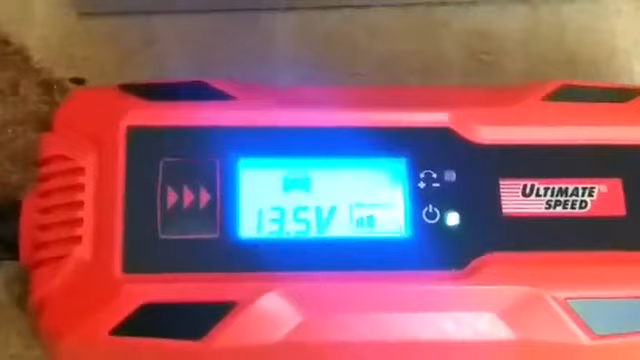 13.5V
+ -
ULTIMATE
SPEED